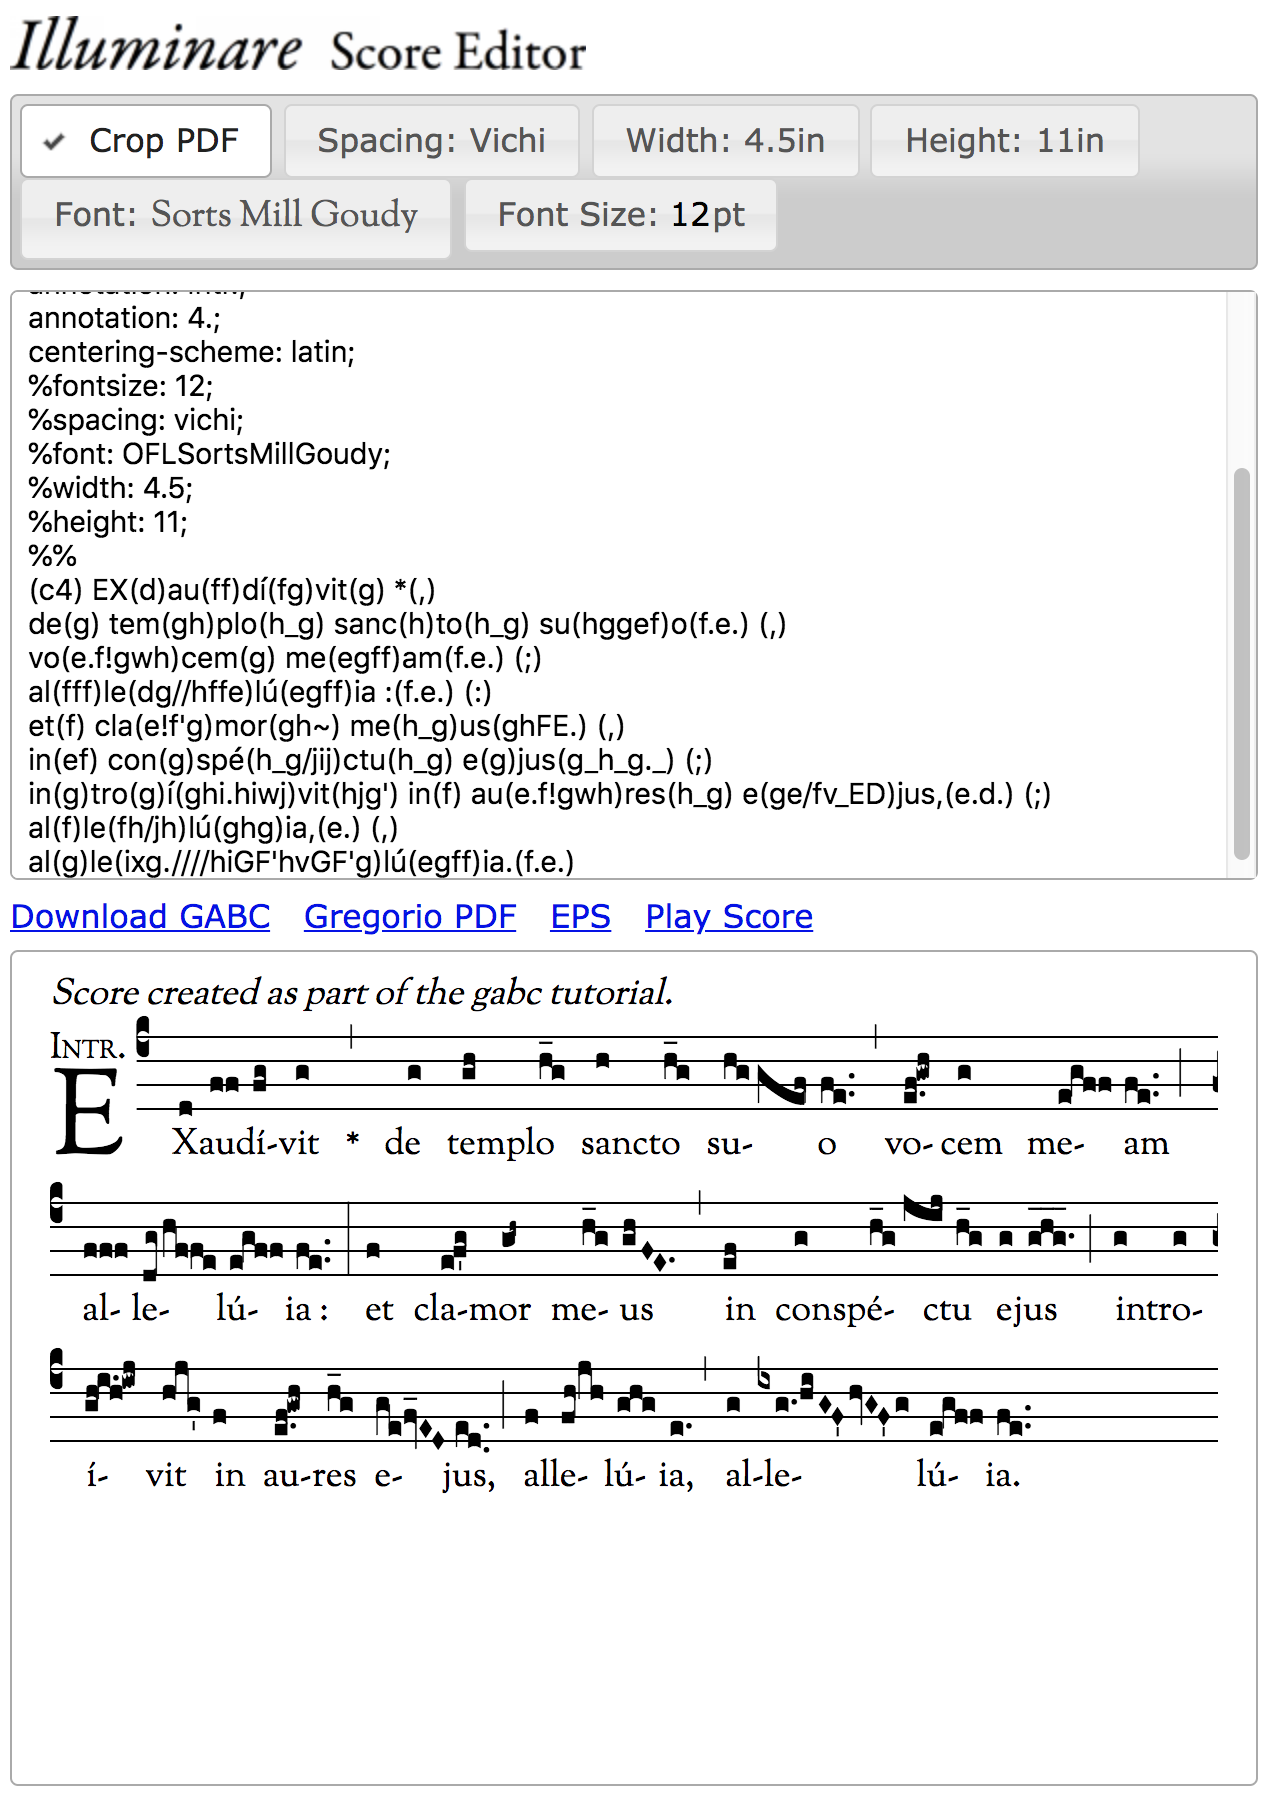 Illuminare Score Editor
Crop PDF Spacing: Vichi Width: 4.5in Height: 11in
Font: Sorts Mill Goudy Font Size: 12pt
annotation: Intr.;
annotation: 4.;
centering-scheme: latin;
%fontsize: 12;
%spacing: vichi;
%font: OFLSortsMillGoudy;
%width: 4.5;
%height: 11;
%%
(c4) EX(d)au(ff)dí(fg)vit(g) *(,)
de(g) tem(gh)plo(h_g) sanc(h)to(h_g) su(hggef)o(f.e.) (,)
vo(e.f!gwh)cem(g) me(egff)am(f.e.) (;)
al(fff)le(dg//hffe)lú(egff)ia :(f.e.) (:)
et(f) cla(e!f'g)mor(gh~) me(h_g)us(ghFE.) (,)
in(ef) con(g)spé(h_g/jij)ctu(h_g) e(g)jus(g_h_g._) (;)
in(g)tro(g)í(ghi.hiwj)vit(hjg') in(f) au(e.f!gwh)res(h_g) e(ge/fv_ED)jus,(e.d.) (;)
al(f)le(fh/jh)lú(ghg)ia,(e.) (,)
al(g)le(ixg.////hiGF'hvGF'g)lú(egff)ia.(f.e.)
Download GABC Gregorio PDF EPS Play Score
Score created as part of the gabc tutorial.
Intr.
EXaudí-vit * de templo sancto su- o vo-cem me- am
al-le- lú- ia : et cla-mor me-us in conspé- ctu ejus intro-
í- vit in au-res e- jus, alle-lú-ia, al-le- lú- ia.